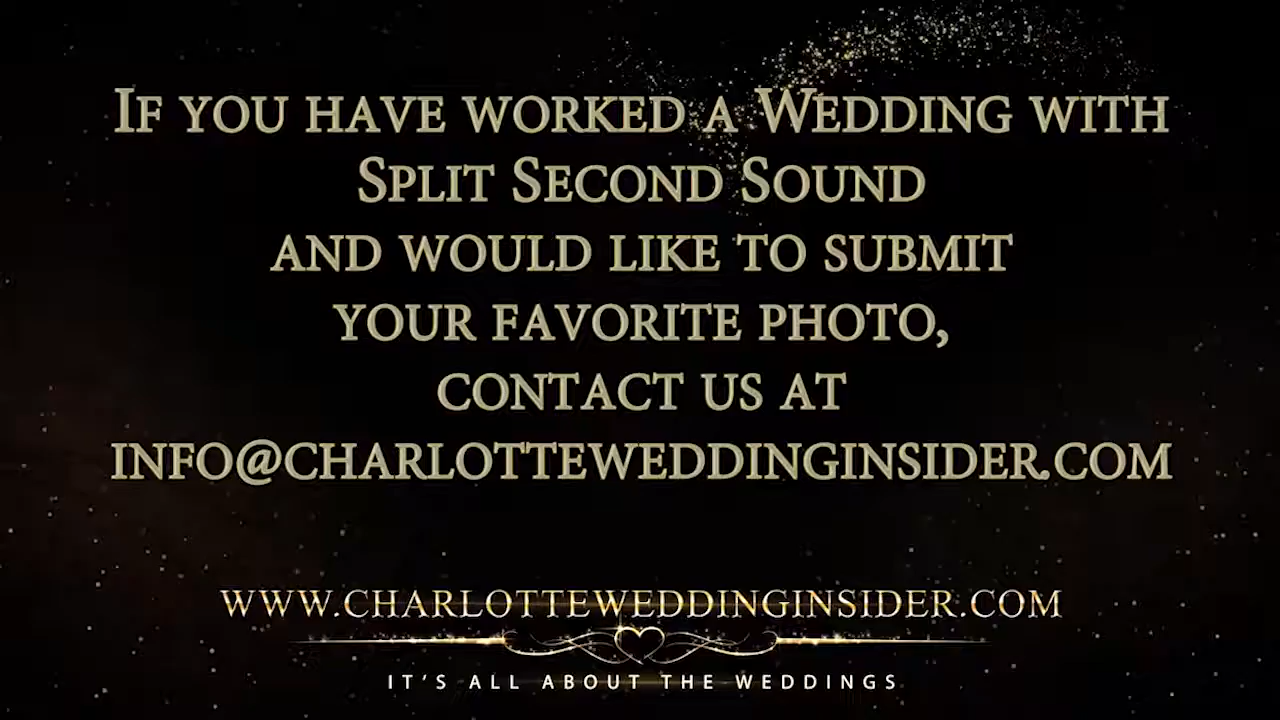 If you have worked a Wedding with
Split Second Sound
and would like to submit
your favorite photo,
contact us at
info@charlotteweddinginsider.com
www.charlotteweddinginsider.com
IT'S ALL ABOUT THE WEDDINGS